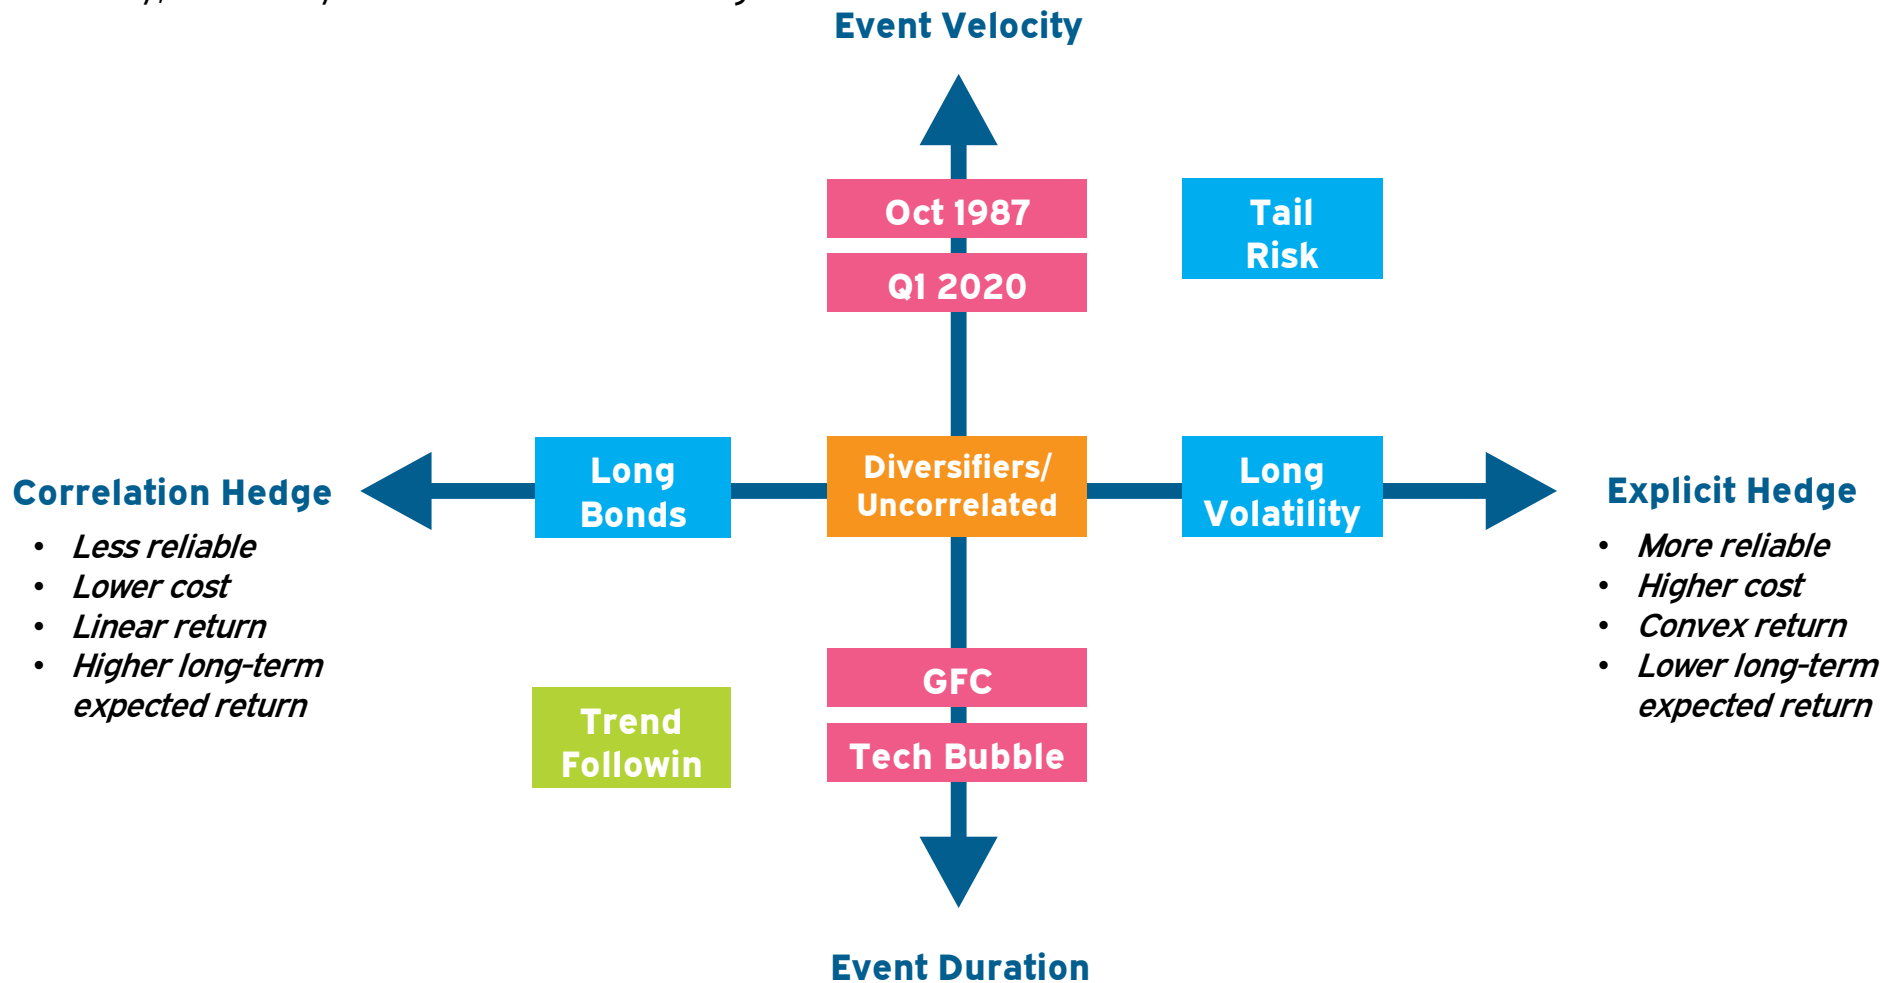 Event Velocity
Oct 1987
Q1 2020
Tail
Risk
Correlation Hedge
• Less reliable
• Lower cost
• Linear return
• Higher long-term
expected return
Long
Bonds
Diversifiers/
Uncorrelated
Long
Volatility
Explicit Hedge
• More reliable
• Higher cost
• Convex return
• Lower long-term
expected return
Trend
Followin
GFC
Tech Bubble
Event Duration